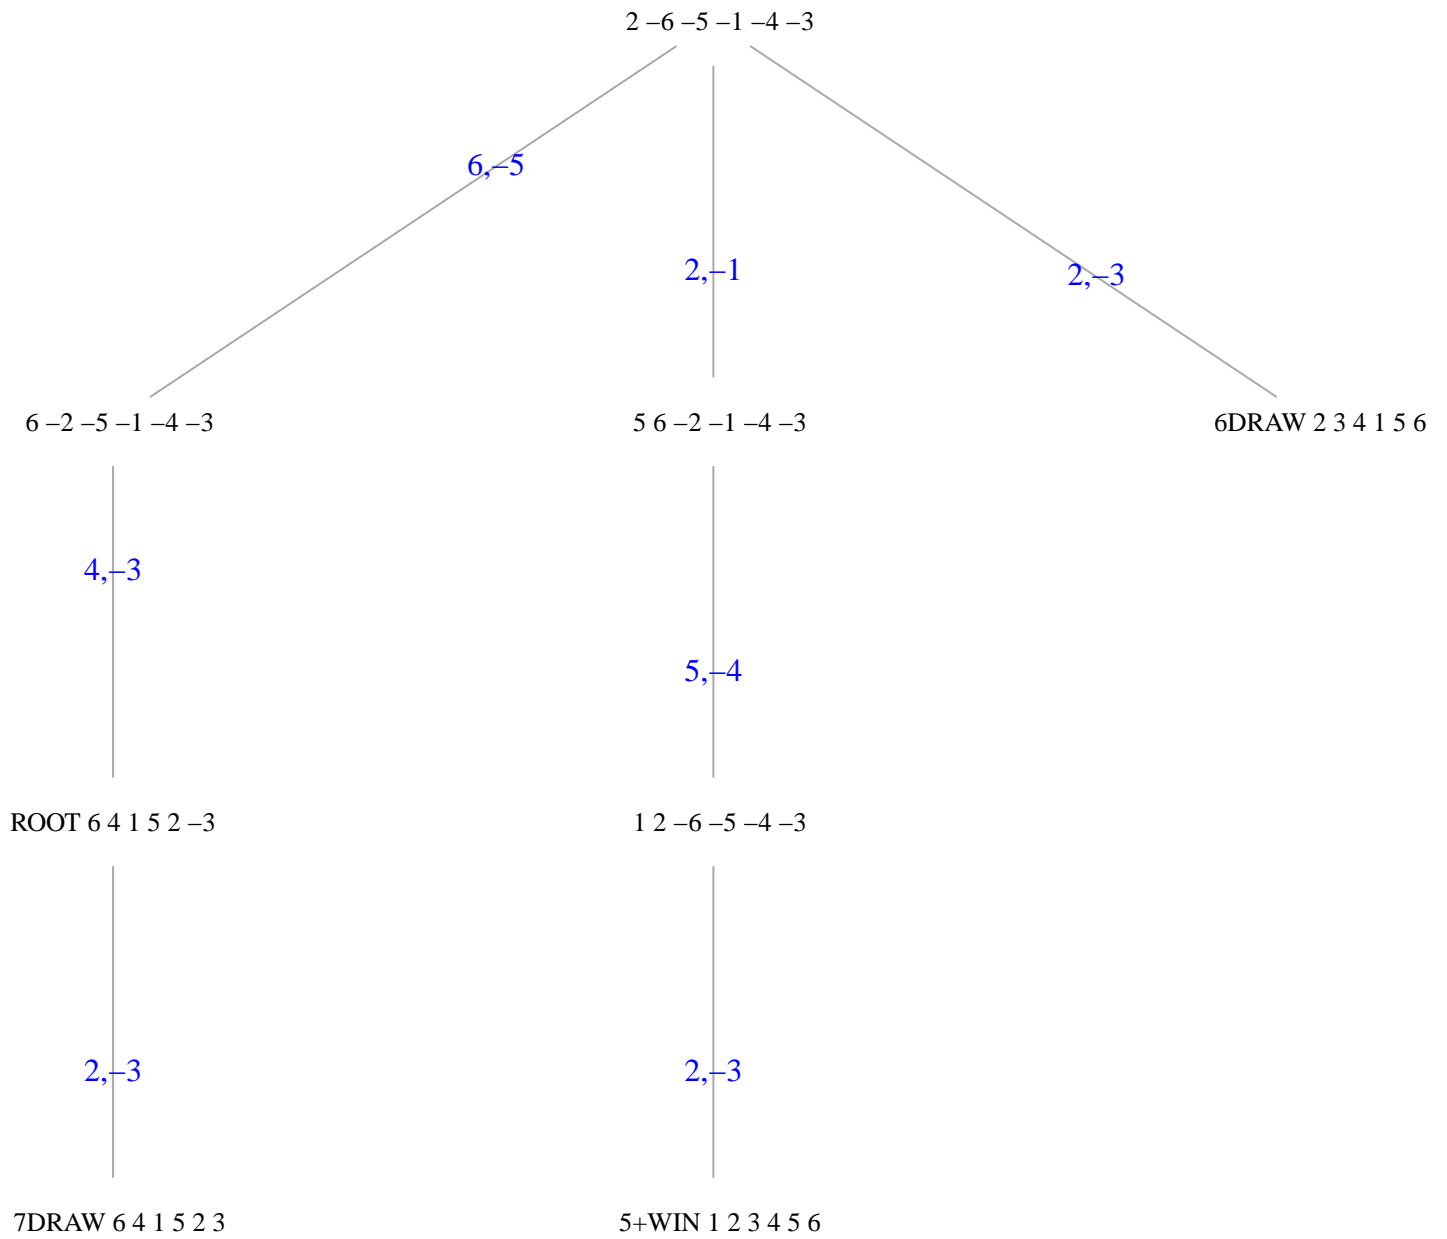 2 –6 –5 –1 –4 –3
6,–5
2,–1
2,–3
6 –2 –5 –1 –4 –3
5 6 –2 –1 –4 –3
6DRAW 2 3 4 1 5 6
4,–3
5,–4
ROOT 6 4 1 5 2 –3
1 2 –6 –5 –4 –3
2,–3
2,–3
7DRAW 6 4 1 5 2 3
5+WIN 1 2 3 4 5 6